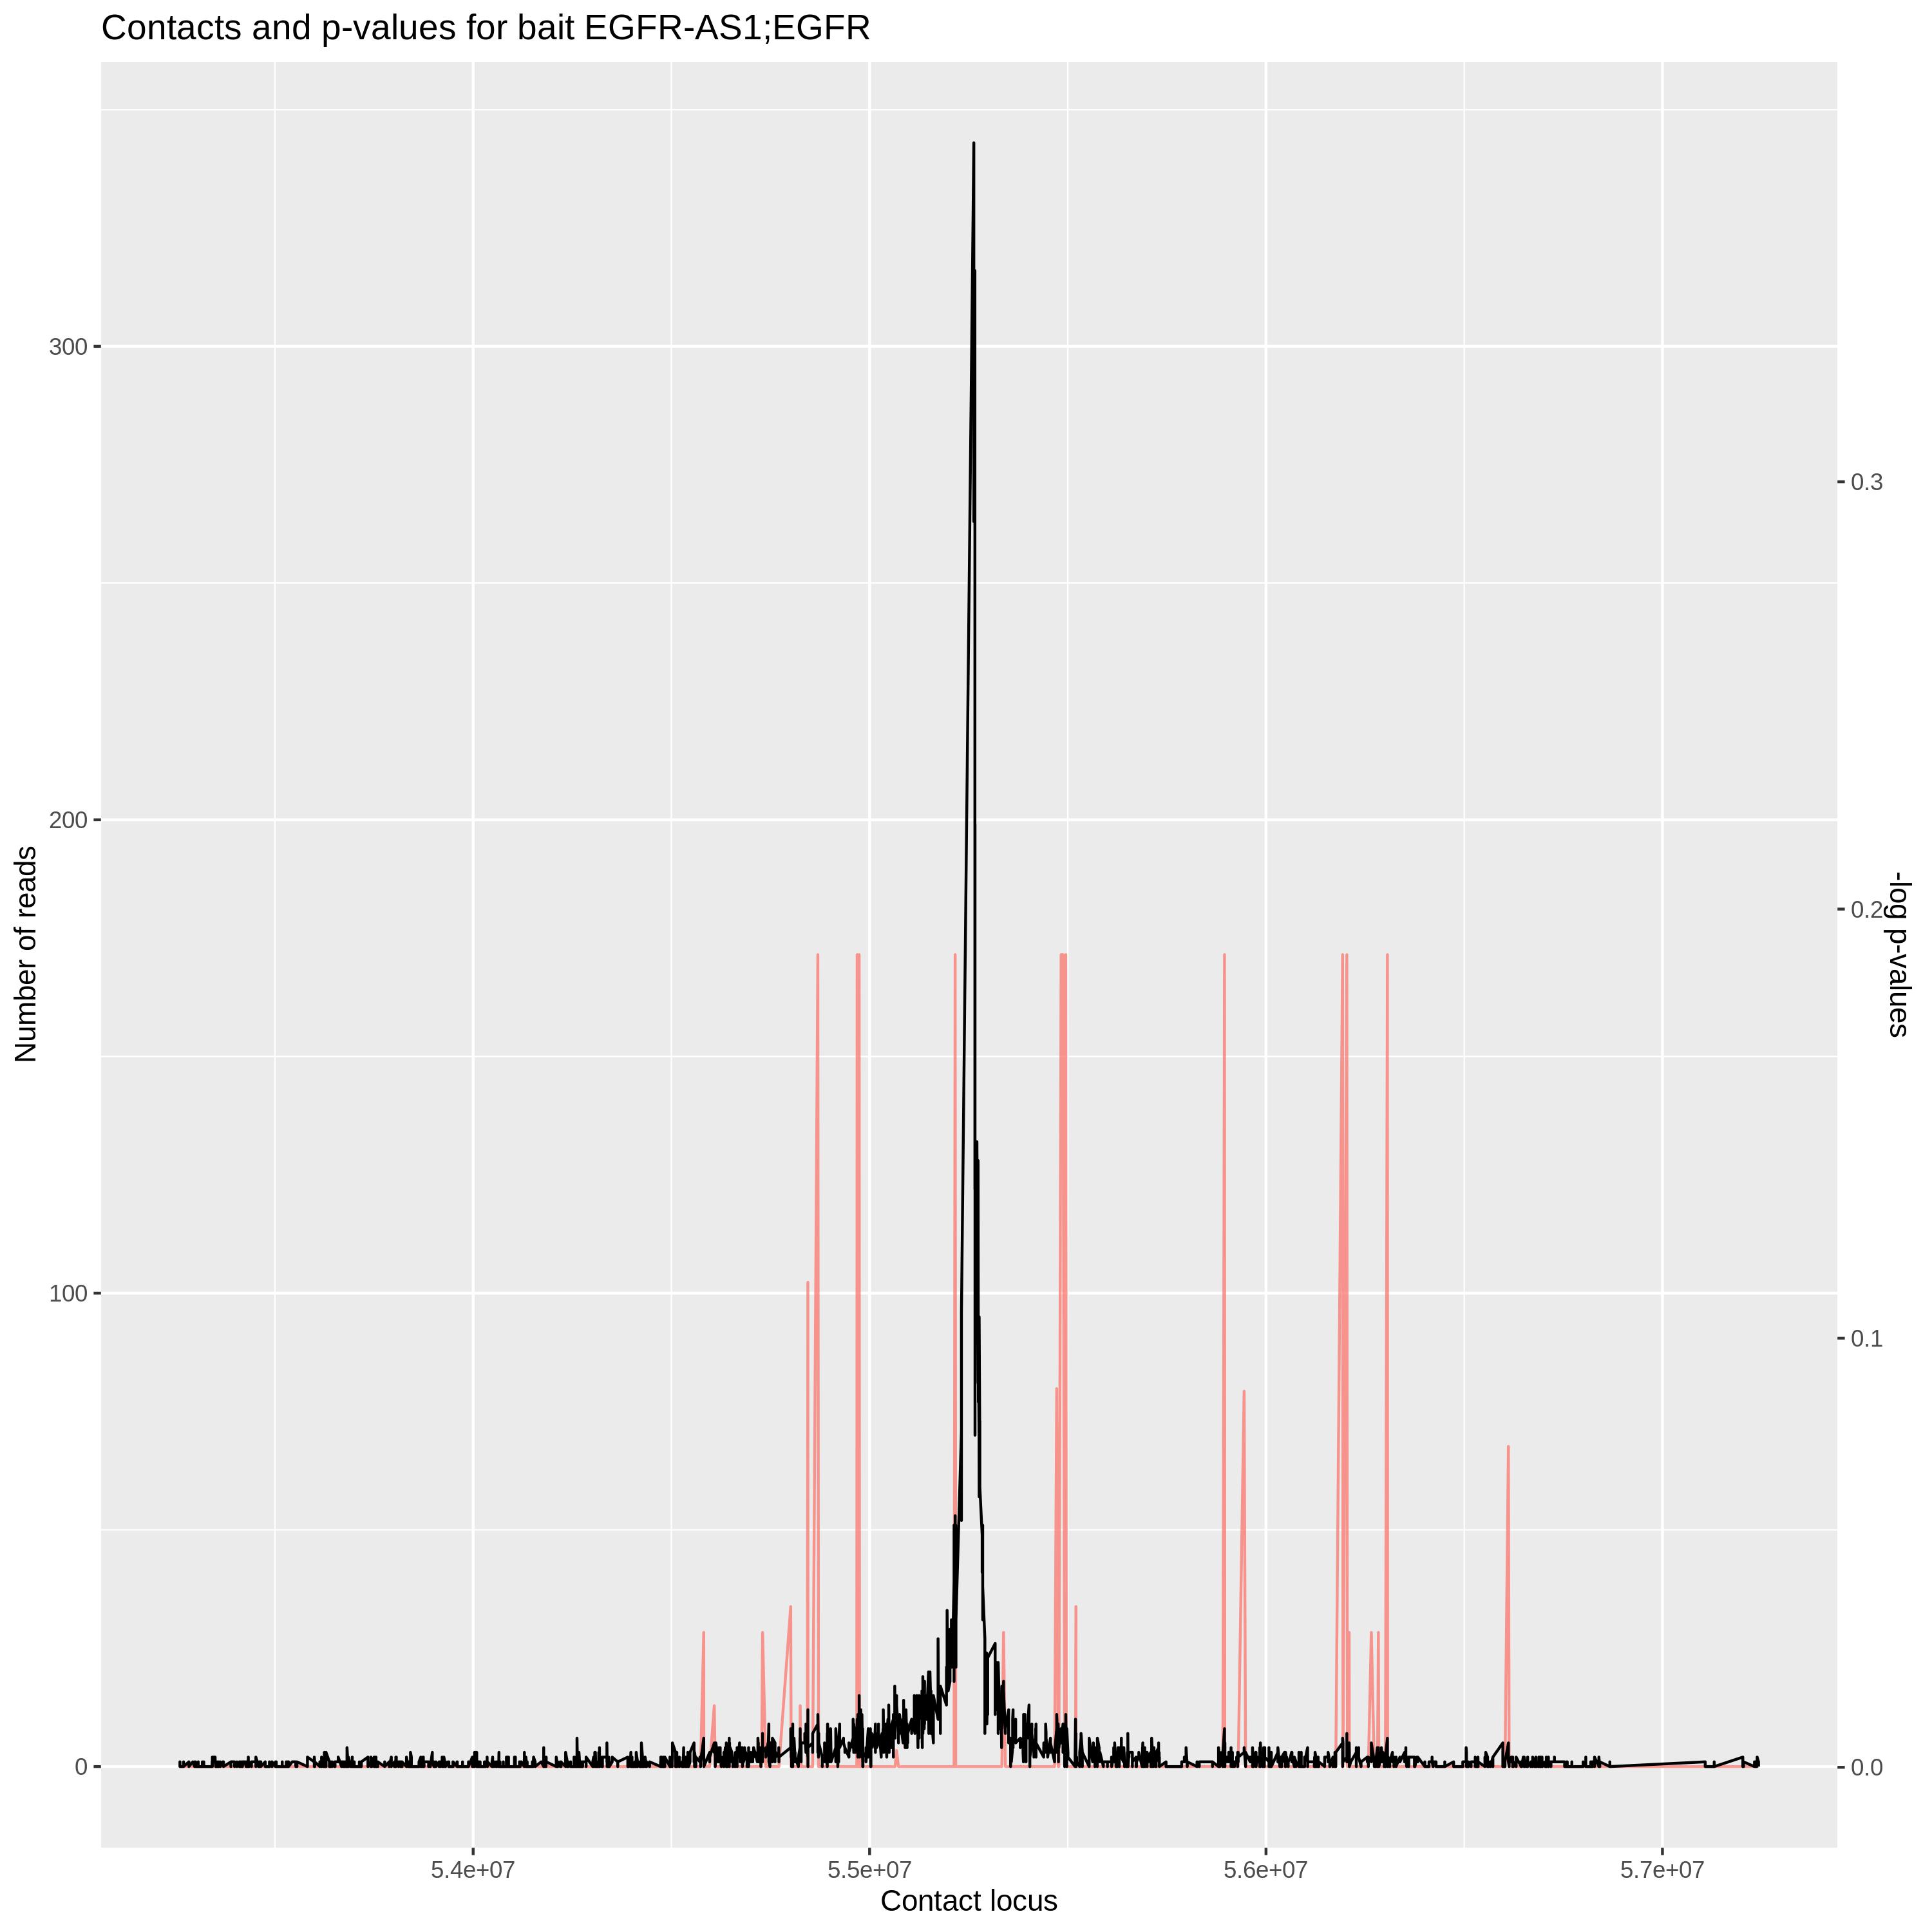 Contacts and p-values for bait EGFR-AS1;EGFR
300
200
100
0
Number of reads
0.3
0.2
0.1
0.0
-log p-values
5.4e+07
5.5e+07
5.6e+07
5.7e+07
Contact locus